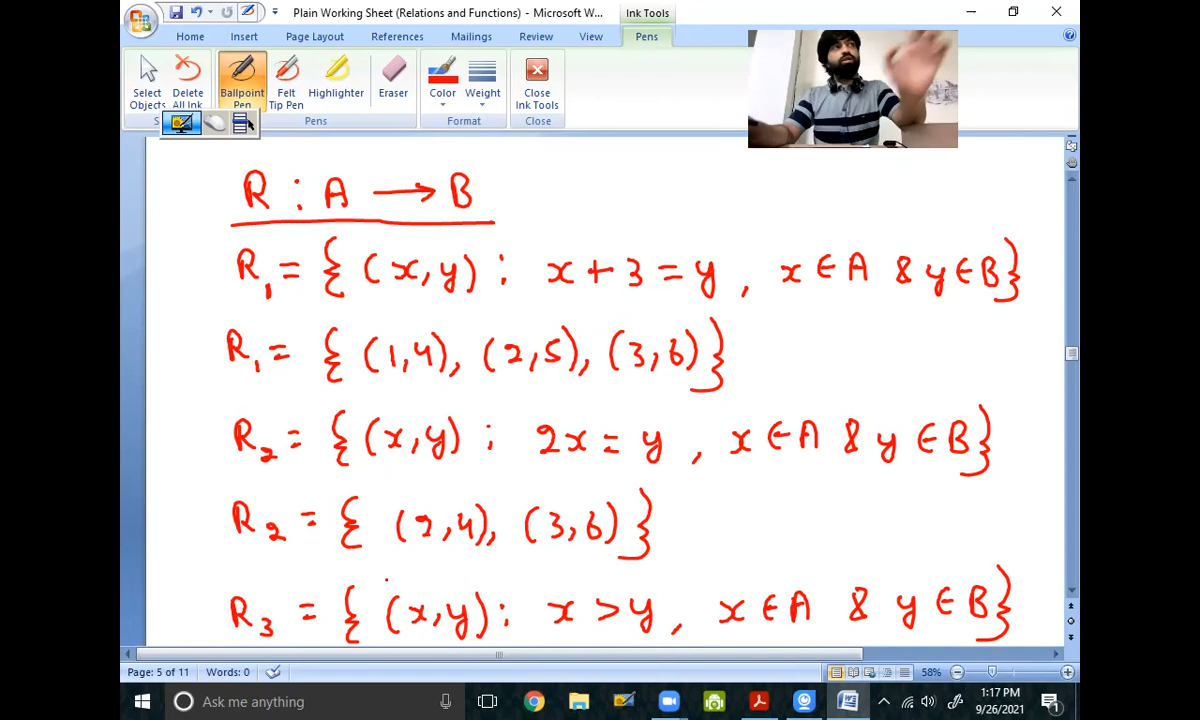 Plain Working Sheet (Relations and Functions) - Microsoft W...
Ink Tools
Home Insert Page Layout References Mailings Review View Pens
Select Objects
Delete All Ink
Ballpoint Pen
Felt Tip Pen
Highlighter
Eraser
Color
Weight
Close Ink Tools
Pens
Format
Close
R : A → B
R₁ = { (x,y) : x + 3 = y , x ∈ A & y ∈ B }
R₁ = { (1,4), (2,5), (3,6) }
R₂ = { (x,y) : 2x = y , x ∈ A & y ∈ B }
R₂ = { (2,4), (3,6) }
R₃ = { (x,y) : x > y , x ∈ A & y ∈ B }
Page: 5 of 11 Words: 0 58%
Ask me anything
1:17 PM
9/26/2021
1